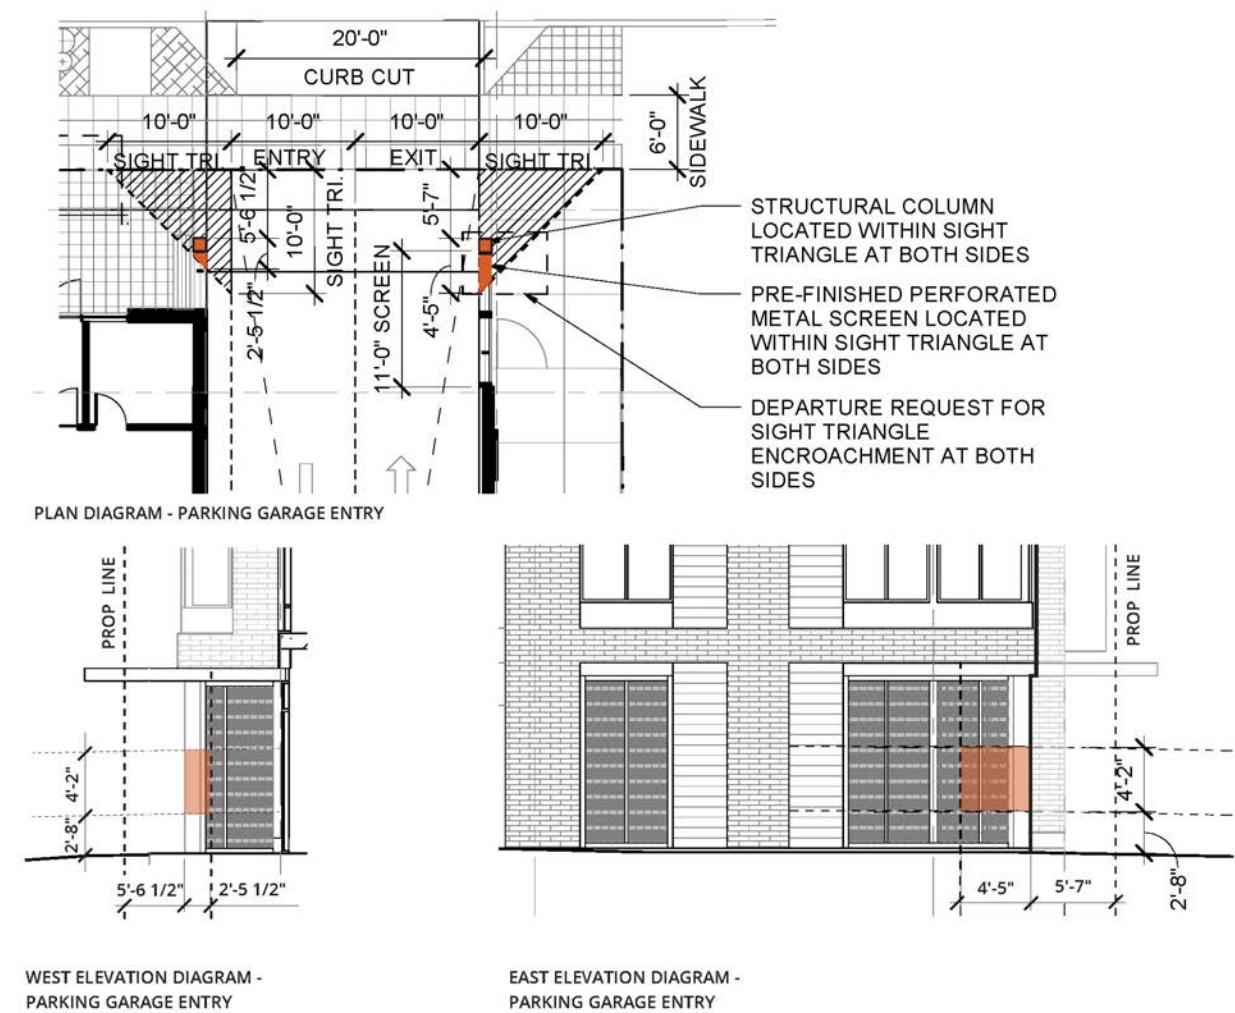 20'-0"
CURB CUT
10'-0" 10'-0" 10'-0" 10'-0"
SIGHT TRI. ENTRY EXIT SIGHT TRI.
6'-0"
SIDEWALK
5'-6 1/2"
10'-0"
SIGHT TRI.
5'-7"
2'-5 1/2"
11'-0" SCREEN
4'-5"
STRUCTURAL COLUMN
LOCATED WITHIN SIGHT
TRIANGLE AT BOTH SIDES
PRE-FINISHED PERFORATED
METAL SCREEN LOCATED
WITHIN SIGHT TRIANGLE AT
BOTH SIDES
DEPARTURE REQUEST FOR
SIGHT TRIANGLE
ENCROACHMENT AT BOTH
SIDES
PLAN DIAGRAM - PARKING GARAGE ENTRY
PROP LINE
4'-2"
2'-8"
5'-6 1/2" 2'-5 1/2"
WEST ELEVATION DIAGRAM -
PARKING GARAGE ENTRY
PROP LINE
4'-2"
2'-8"
4'-5" 5'-7"
EAST ELEVATION DIAGRAM -
PARKING GARAGE ENTRY